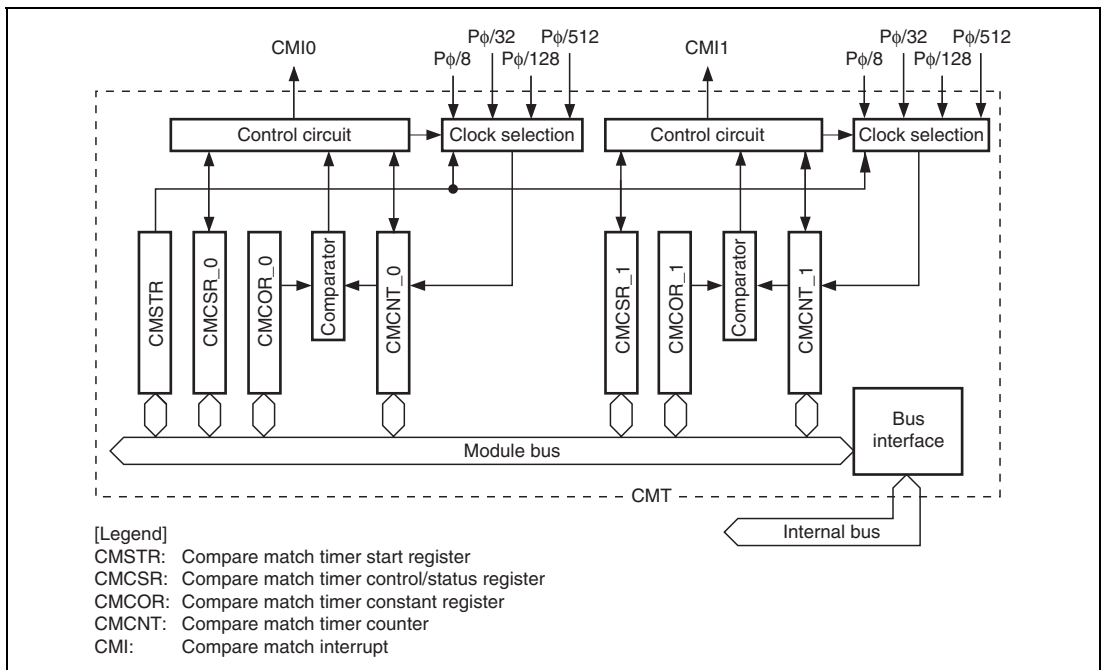 CMI0
Pφ/32
Pφ/512
Pφ/8
Pφ/128
CMI1
Pφ/32
Pφ/512
Pφ/8
Pφ/128
Control circuit
Clock selection
Control circuit
Clock selection
CMSTR
CMCSR_0
CMCOR_0
Comparator
CMCNT_0
CMCSR_1
CMCOR_1
Comparator
CMCNT_1
Module bus
Bus
interface
CMT
Internal bus
[Legend]
CMSTR: Compare match timer start register
CMCSR: Compare match timer control/status register
CMCOR: Compare match timer constant register
CMCNT: Compare match timer counter
CMI: Compare match interrupt